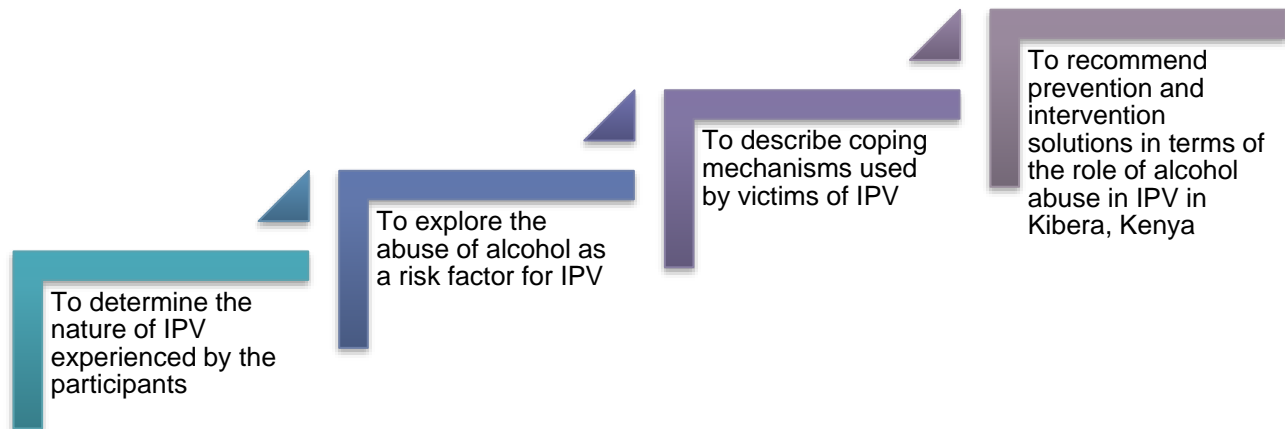 To determine the
nature of IPV
experienced by the
participants
To explore the
abuse of alcohol as
a risk factor for IPV
To describe coping
mechanisms used
by victims of IPV
To recommend
prevention and
intervention
solutions in terms of
the role of alcohol
abuse in IPV in
Kibera, Kenya